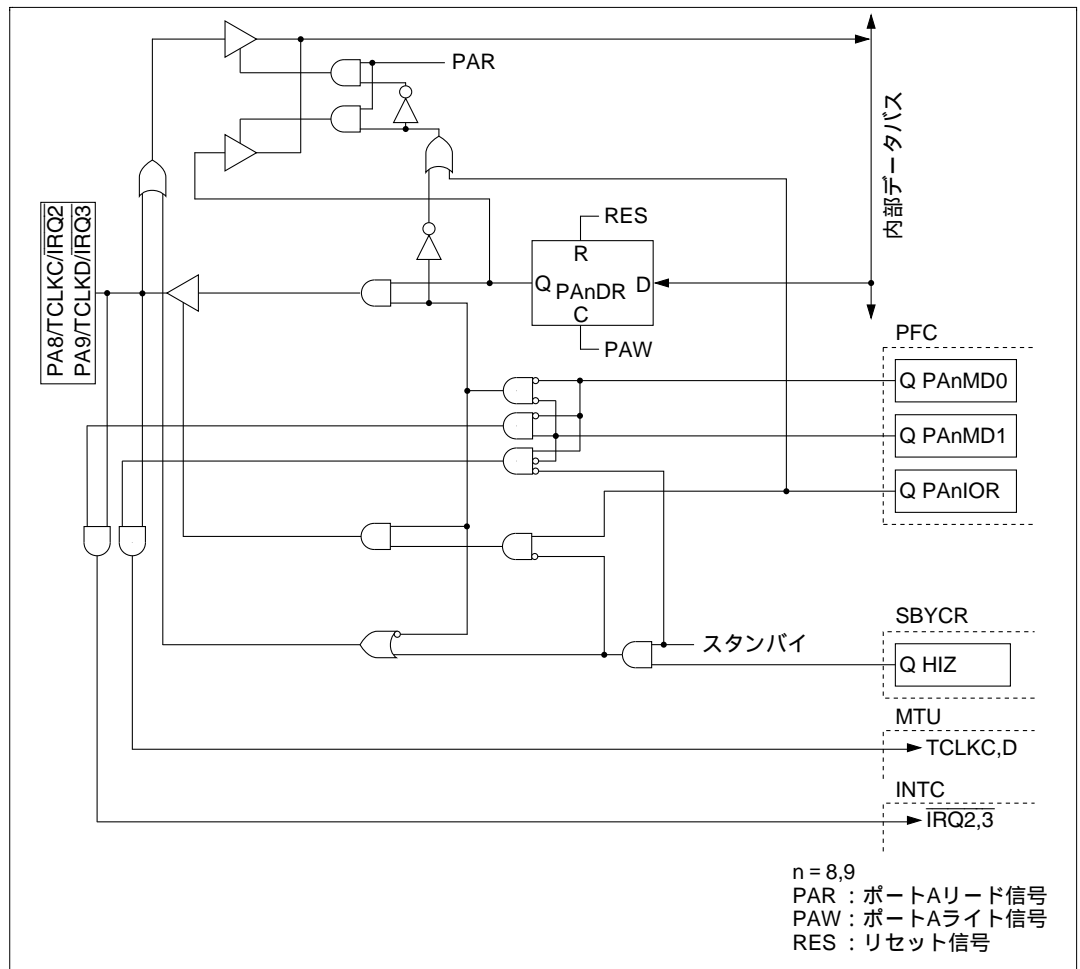 PAR
内部データバス
RES
R
Q PAnDR D
C
PAW
PA8/TCLKC/IRQ2
PA9/TCLKD/IRQ3
PFC
Q PAnMD0
Q PAnMD1
Q PAnIOR
SBYCR
スタンバイ
Q HIZ
MTU
TCLKC,D
INTC
IRQ2,3
n = 8,9
PAR : ポートAリード信号
PAW : ポートAライト信号
RES : リセット信号